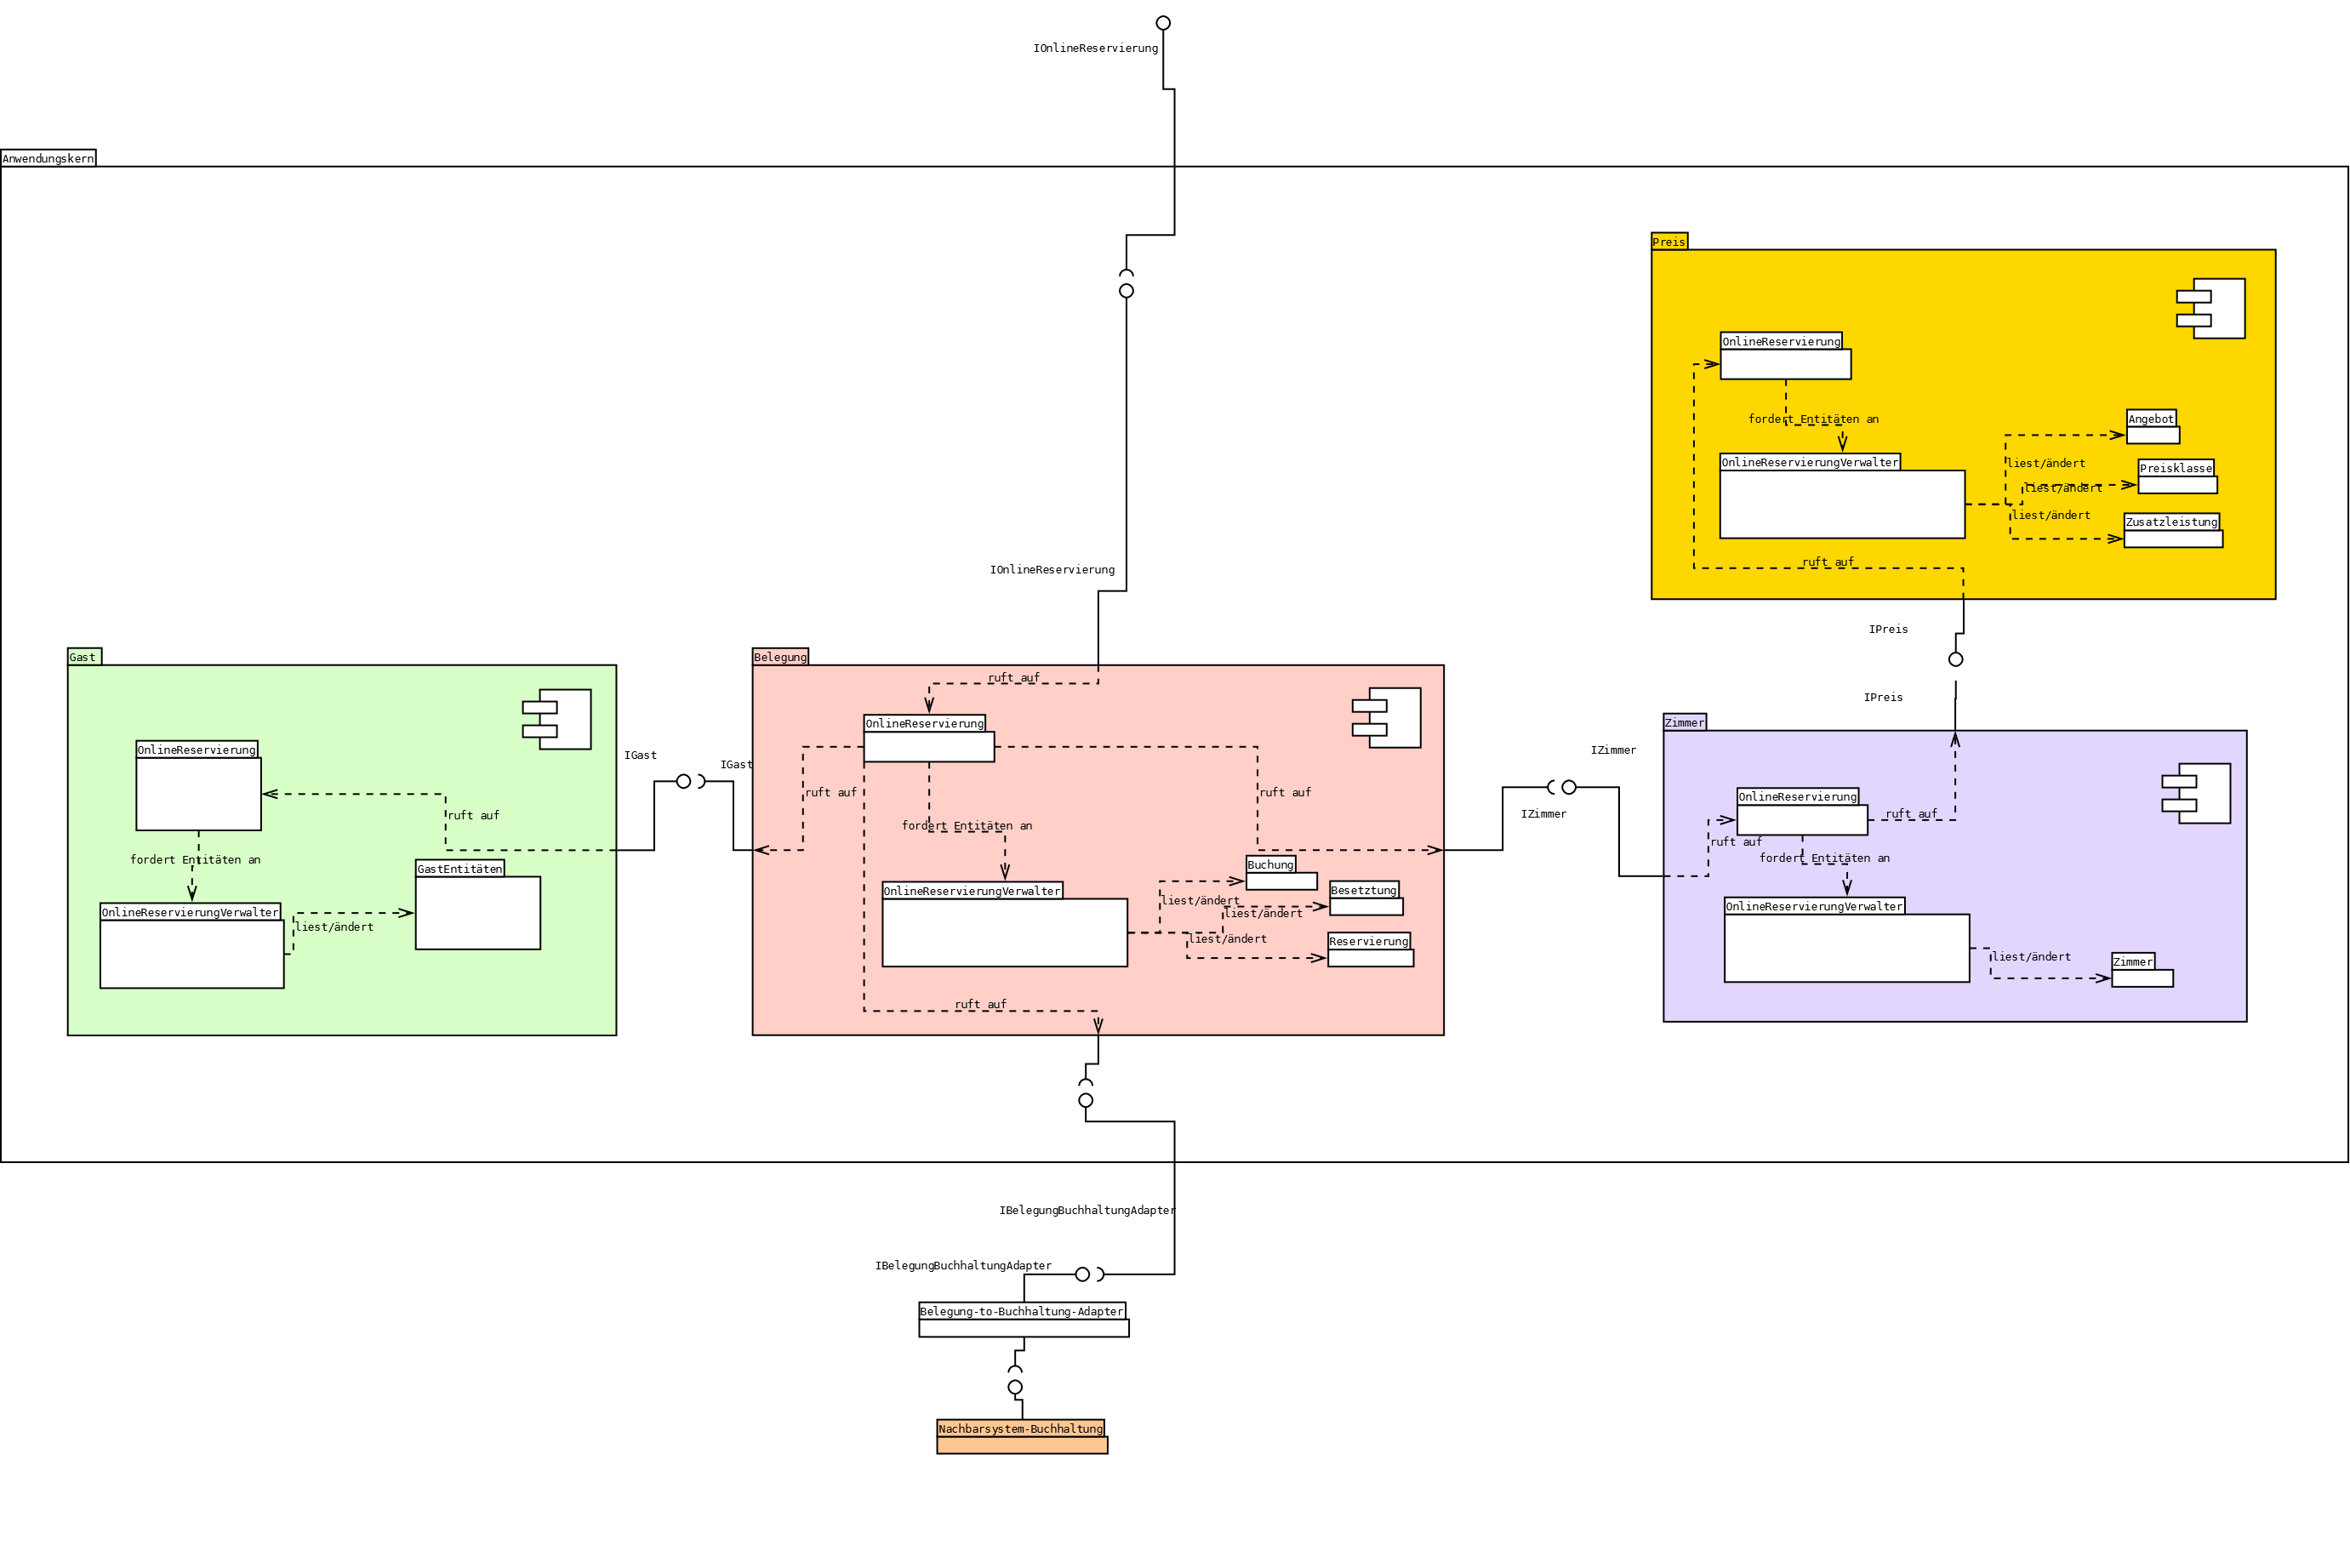 IOnlineReservierung
Anwendungskern
Preis
OnlineReservierung
fordert Entitäten an
Angebot
OnlineReservierungVerwalter
liest/ändert
Preisklasse
liest/ändert
liest/ändert
Zusatzleistung
ruft auf
IOnlineReservierung
IPreis
IPreis
Gast
OnlineReservierung
ruft auf
fordert Entitäten an
GastEntitäten
OnlineReservierungVerwalter
liest/ändert
IGast
IGast
Belegung
ruft auf
OnlineReservierung
ruft auf
ruft auf
fordert Entitäten an
Buchung
OnlineReservierungVerwalter
Besetztung
liest/ändert
liest/ändert
liest/ändert
Reservierung
ruft auf
IZimmer
IZimmer
Zimmer
OnlineReservierung
ruft auf
ruft auf
fordert Entitäten an
OnlineReservierungVerwalter
liest/ändert
Zimmer
IBelegungBuchhaltungAdapter
IBelegungBuchhaltungAdapter
Belegung-to-Buchhaltung-Adapter
Nachbarsystem-Buchhaltung